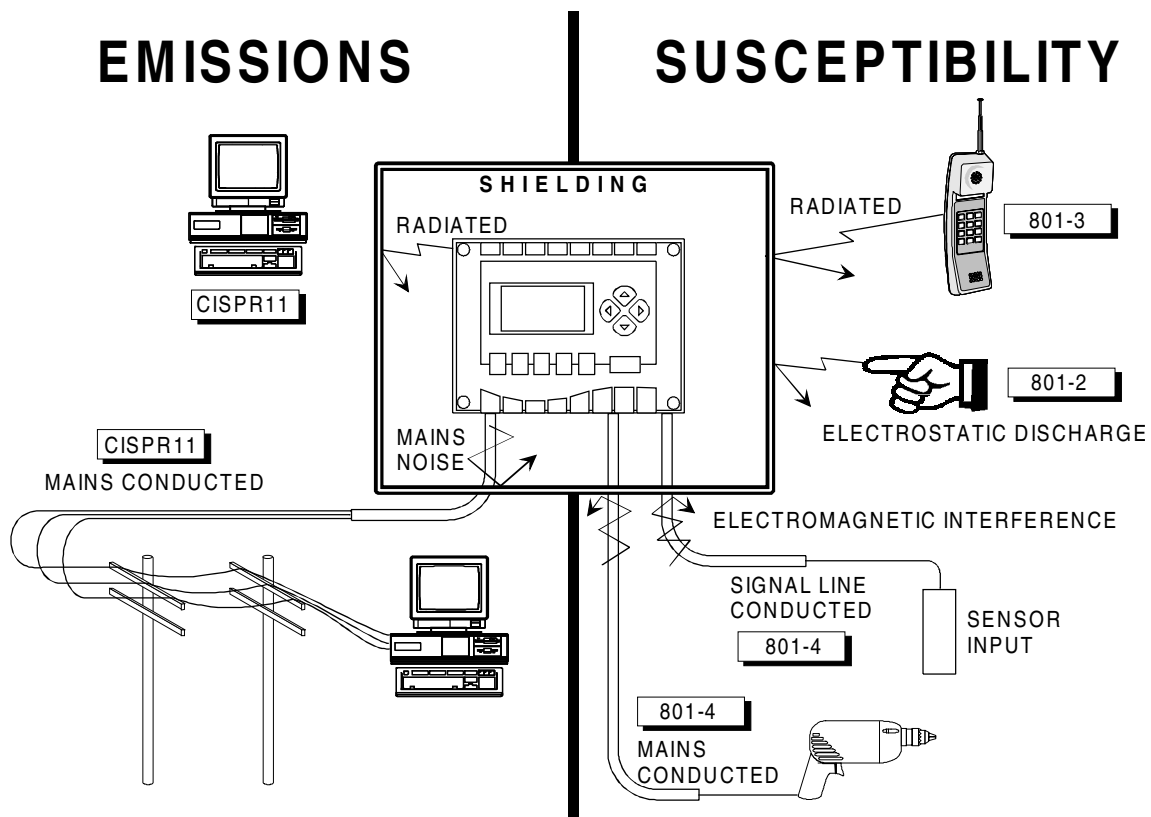 EMISSIONS
SUSCEPTIBILITY
SHIELDING
RADIATED
CISPR11
RADIATED
801-3
801-2
ELECTROSTATIC DISCHARGE
MAINS
NOISE
CISPR11
MAINS CONDUCTED
ELECTROMAGNETIC INTERFERENCE
SIGNAL LINE
CONDUCTED
801-4
SENSOR
INPUT
801-4
MAINS
CONDUCTED